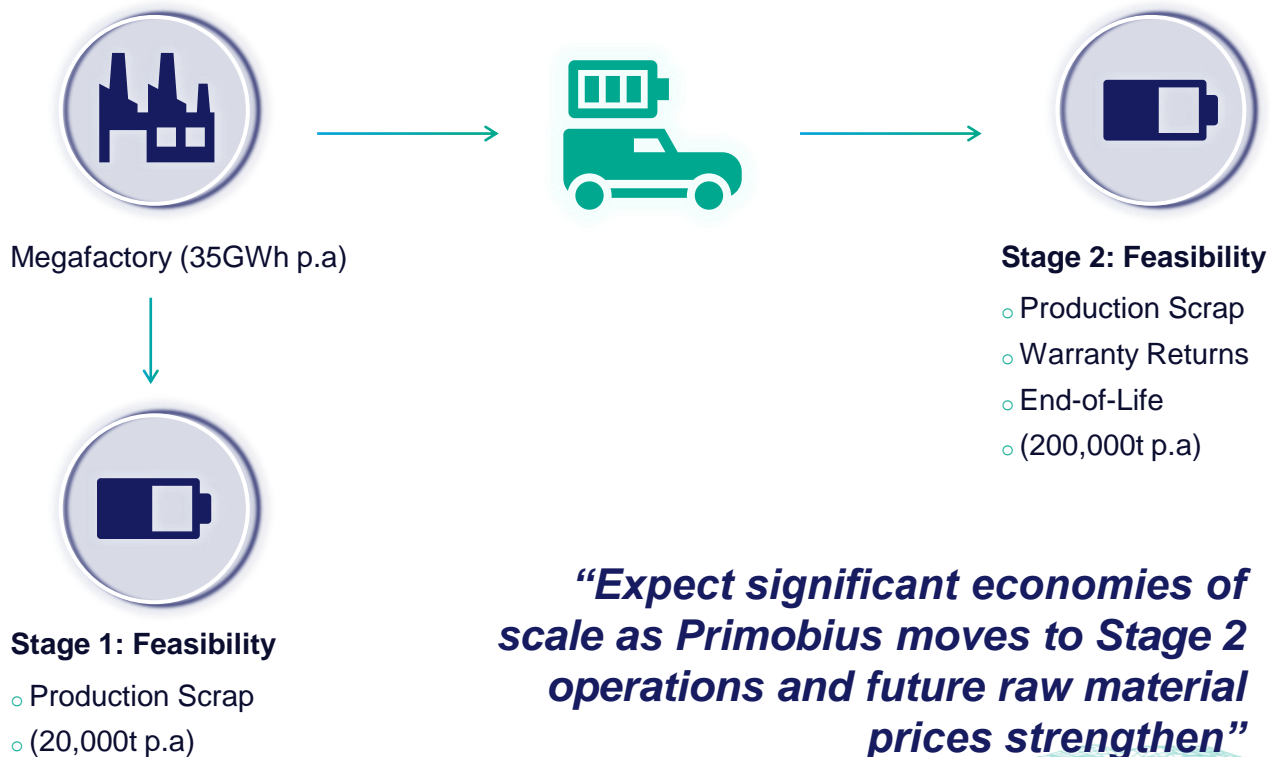 Megafactory (35GWh p.a)
Stage 2: Feasibility
○ Production Scrap
○ Warranty Returns
○ End-of-Life
○ (200,000t p.a)
Stage 1: Feasibility
○ Production Scrap
○ (20,000t p.a)
“Expect significant economies of
scale as Primobius moves to Stage 2
operations and future raw material
prices strengthen”